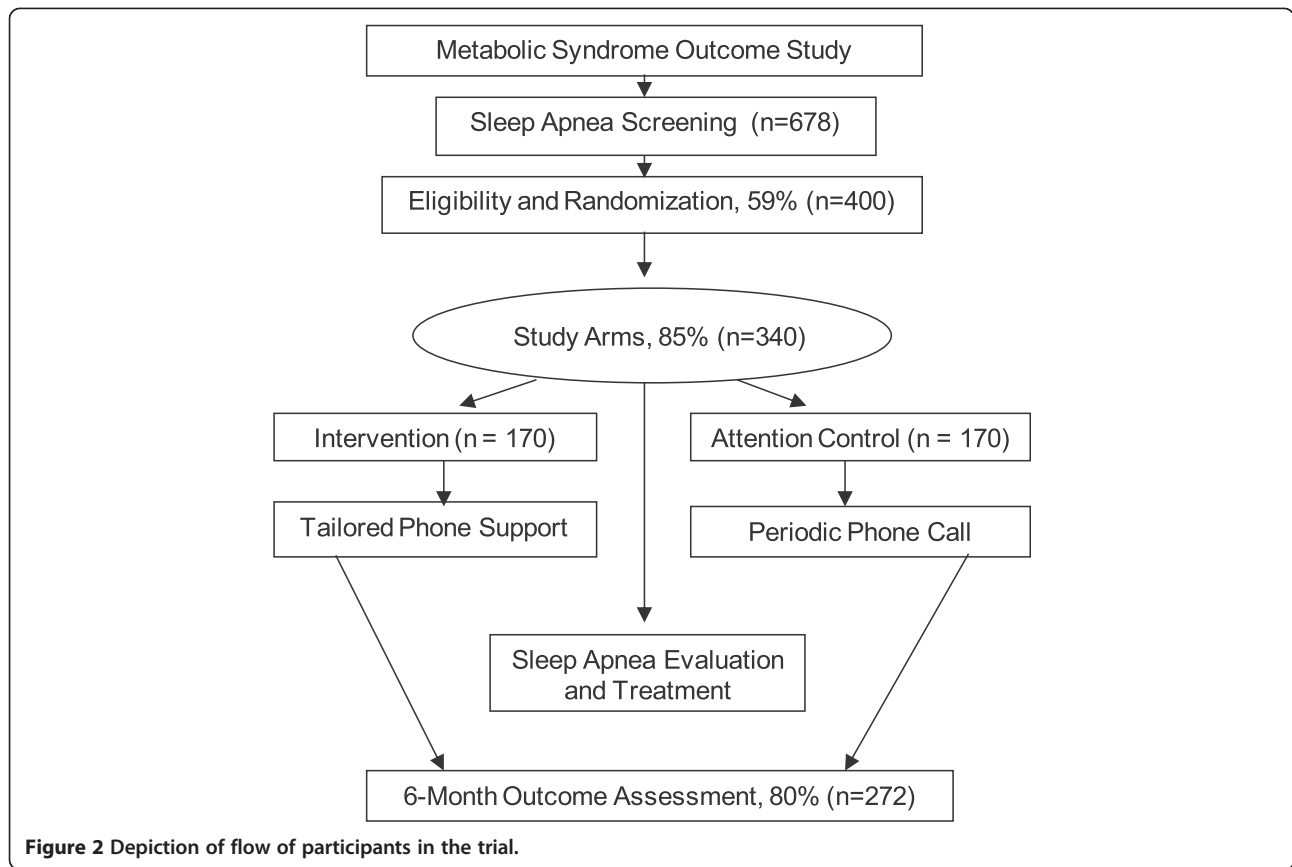 Metabolic Syndrome Outcome Study
Sleep Apnea Screening (n=678)
Eligibility and Randomization, 59% (n=400)
Study Arms, 85% (n=340)
Intervention (n = 170)
Attention Control (n = 170)
Tailored Phone Support
Periodic Phone Call
Sleep Apnea Evaluation
and Treatment
6-Month Outcome Assessment, 80% (n=272)
Figure 2 Depiction of flow of participants in the trial.